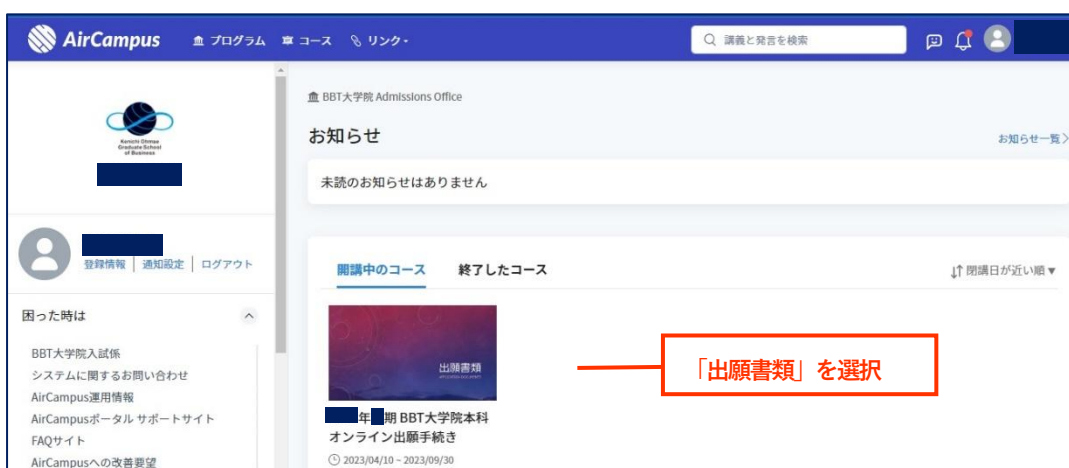 AirCampus プログラム コース リンク 講義と発言を検索
Kenichi Ohmae
Graduate School
of Business
BBT大学院 Admissions Office
お知らせ
お知らせ一覧
未読のお知らせはありません
登録情報 | 通知設定 | ログアウト
困った時は
BBT大学院入試係
システムに関するお問い合わせ
AirCampus運用情報
AirCampusポータル サポートサイト
FAQサイト
AirCampusへの改善要望
開講中のコース 終了したコース
閉講日が近い順▼
出願書類
年 期 BBT大学院本科
オンライン出願手続き
2023/04/10 ~ 2023/09/30
「出願書類」を選択